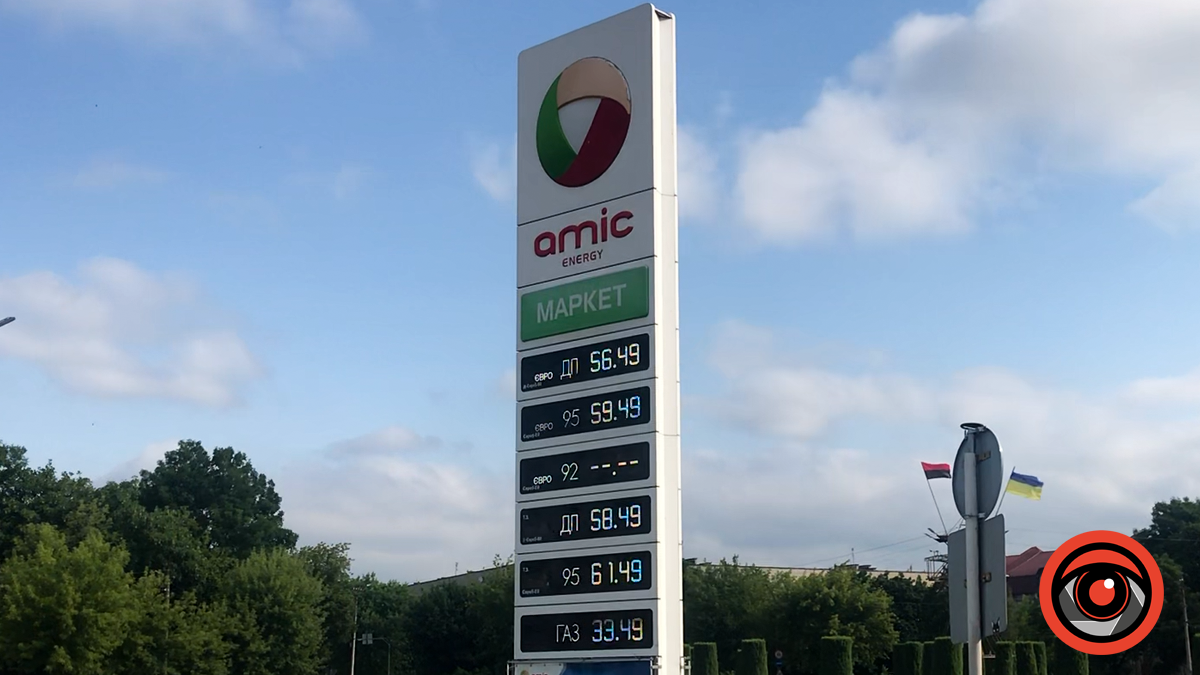 amic
ENERGY
МАРКЕТ
ЄВРО ДП 56.49
ЄВРО 95 59.49
ЄВРО 92 --.--
ДП 58.49
95 61.49
ГАЗ 33.49